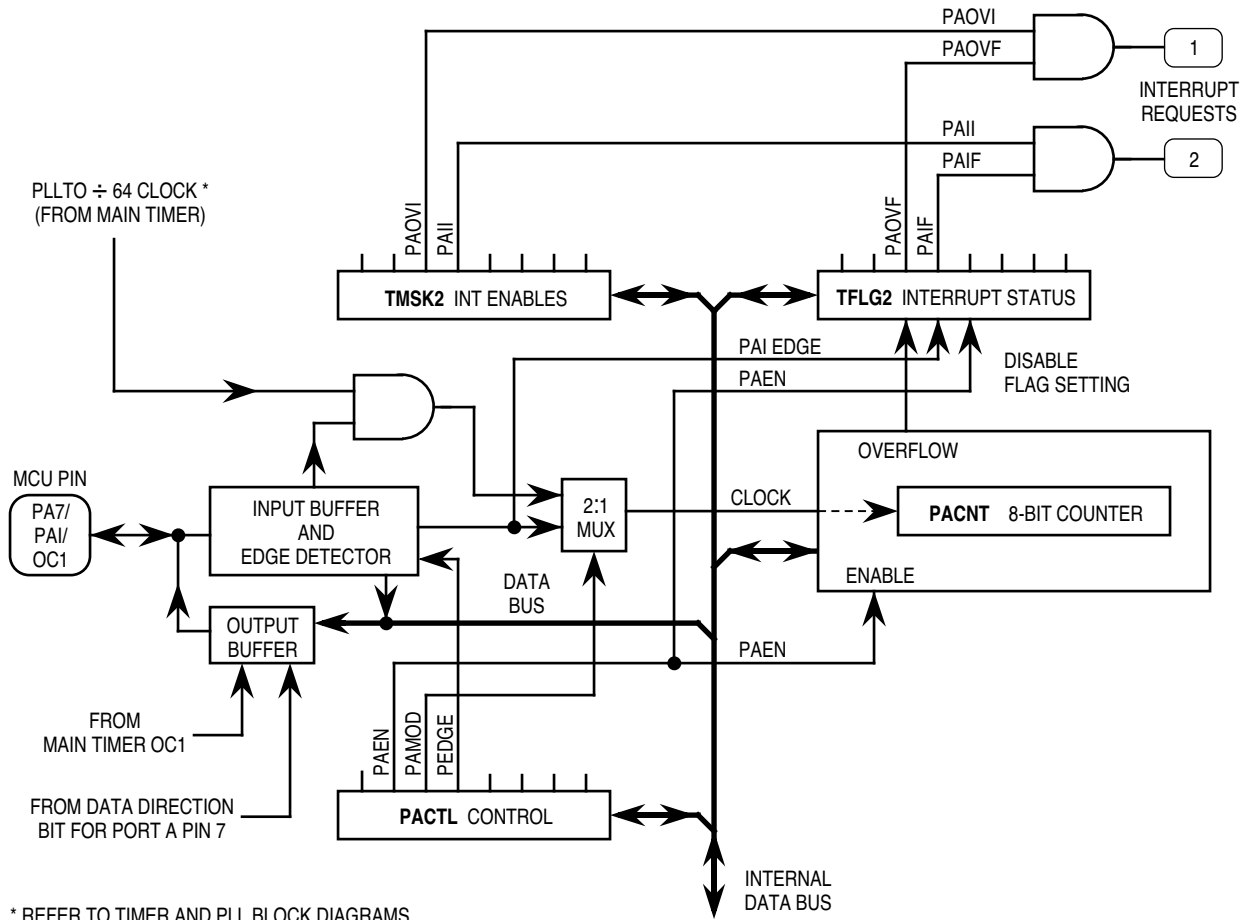 PAOVI
PAOVF
1
INTERRUPT
REQUESTS
PAII
PAIF
2
PLLTO ÷ 64 CLOCK *
(FROM MAIN TIMER)
PAOVI
PAII
PAOVF
PAIF
TMSK2 INT ENABLES
TFLG2 INTERRUPT STATUS
PAI EDGE
PAEN
DISABLE
FLAG SETTING
OVERFLOW
MCU PIN
PA7/
PAI/
OC1
INPUT BUFFER
AND
EDGE DETECTOR
2:1
MUX
CLOCK
PACNT 8-BIT COUNTER
ENABLE
DATA
BUS
OUTPUT
BUFFER
PAEN
FROM
MAIN TIMER OC1
PAEN
PAMOD
PEDGE
FROM DATA DIRECTION
BIT FOR PORT A PIN 7
PACTL CONTROL
INTERNAL
DATA BUS
* REFER TO TIMER AND PLL BLOCK DIAGRAMS